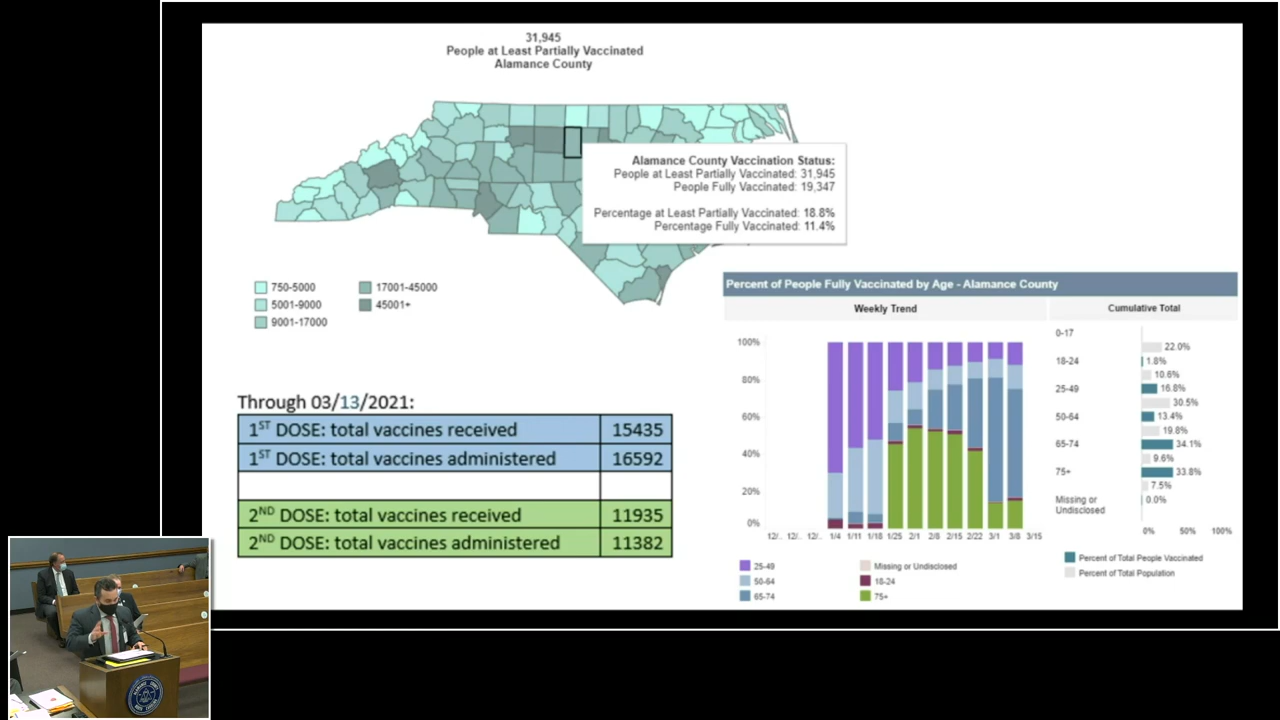 31,945
People at Least Partially Vaccinated
Alamance County
Alamance County Vaccination Status:
People at Least Partially Vaccinated: 31,945
People Fully Vaccinated: 19,347
Percentage at Least Partially Vaccinated: 18.8%
Percentage Fully Vaccinated: 11.4%
750-5000
5001-9000
9001-17000
17001-45000
45001+
Through 03/13/2021:
1ST DOSE: total vaccines received 15435
1ST DOSE: total vaccines administered 16592
2ND DOSE: total vaccines received 11935
2ND DOSE: total vaccines administered 11382
Percent of People Fully Vaccinated by Age - Alamance County
Weekly Trend
100%
80%
60%
40%
20%
0%
12/.. 12/.. 12/.. 1/4 1/11 1/18 1/25 2/1 2/8 2/15 2/22 3/1 3/8 3/15
25-49
50-64
65-74
Missing or Undisclosed
18-24
75+
Cumulative Total
0-17
22.0%
18-24 1.8%
10.6%
25-49 16.8%
30.5%
50-64 13.4%
19.8%
65-74 34.1%
9.6%
75+ 33.8%
7.5%
Missing or
Undisclosed
0.0%
0% 50% 100%
Percent of Total People Vaccinated
Percent of Total Population